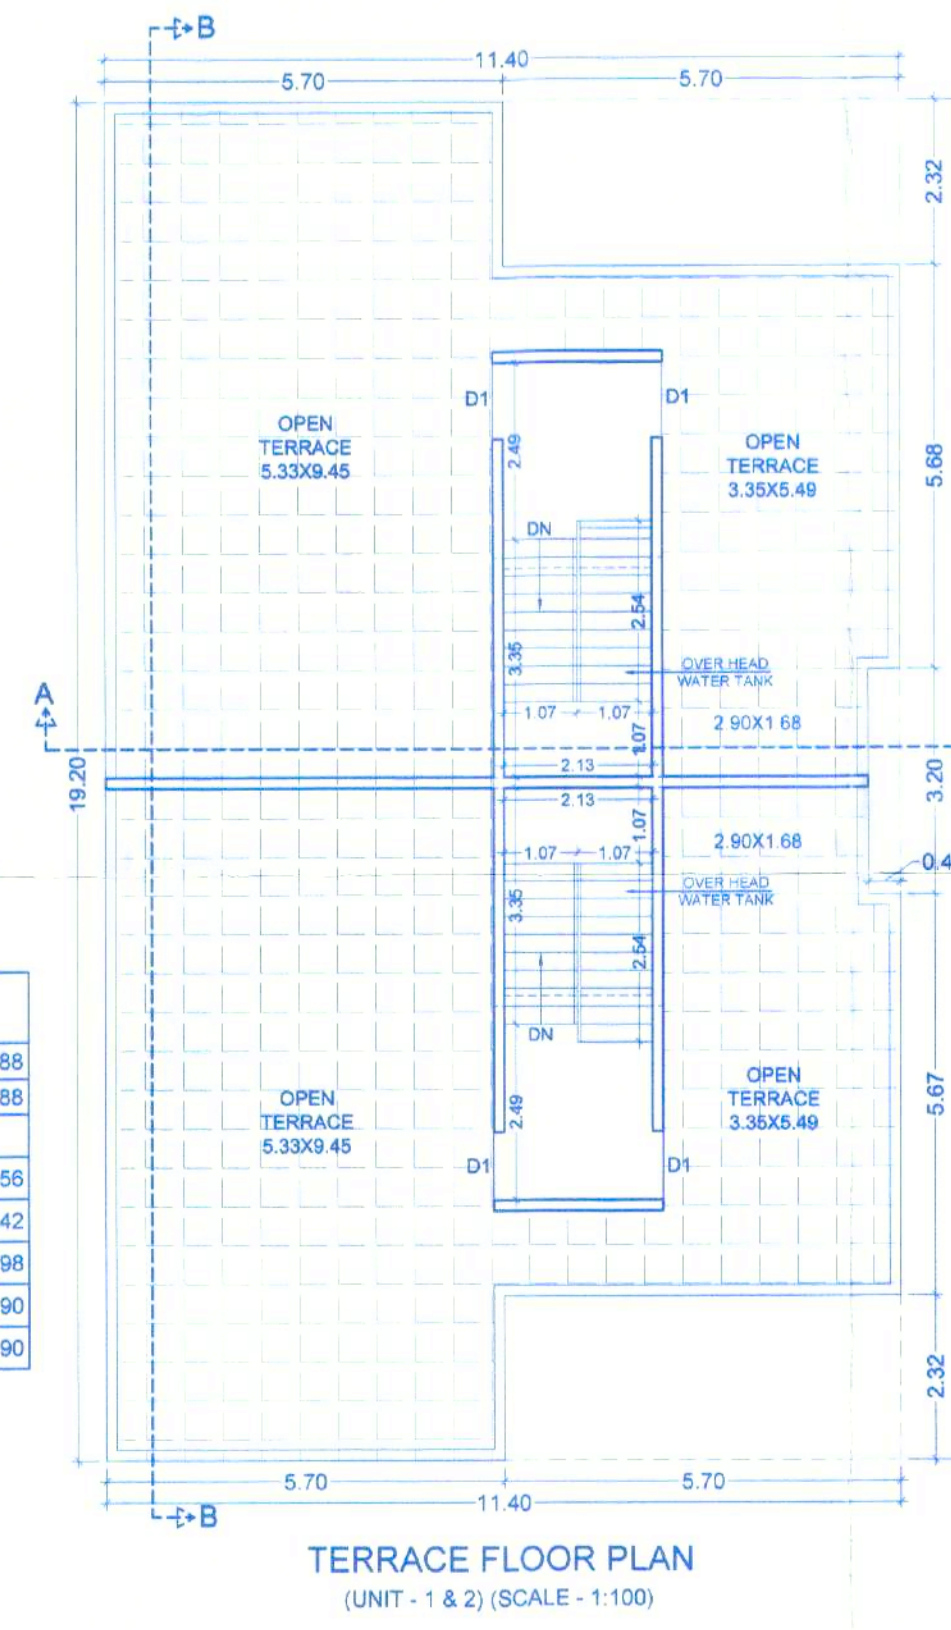 B
11.40
5.70
5.70
2.32
D1
D1
OPEN
TERRACE
5.33X9.45
2.49
OPEN
TERRACE
3.35X5.49
5.68
DN
2.54
3.35
OVER HEAD
WATER TANK
A
1.07
1.07
1.07
2.90X1.68
2.13
19.20
3.20
2.13
1.07
2.90X1.68
1.07
1.07
0.4
OVER HEAD
WATER TANK
3.35
2.54
DN
88
88
56
42
98
90
90
OPEN
TERRACE
5.33X9.45
2.49
OPEN
TERRACE
3.35X5.49
5.67
D1
D1
2.32
5.70
5.70
11.40
B
TERRACE FLOOR PLAN
(UNIT - 1 & 2) (SCALE - 1:100)